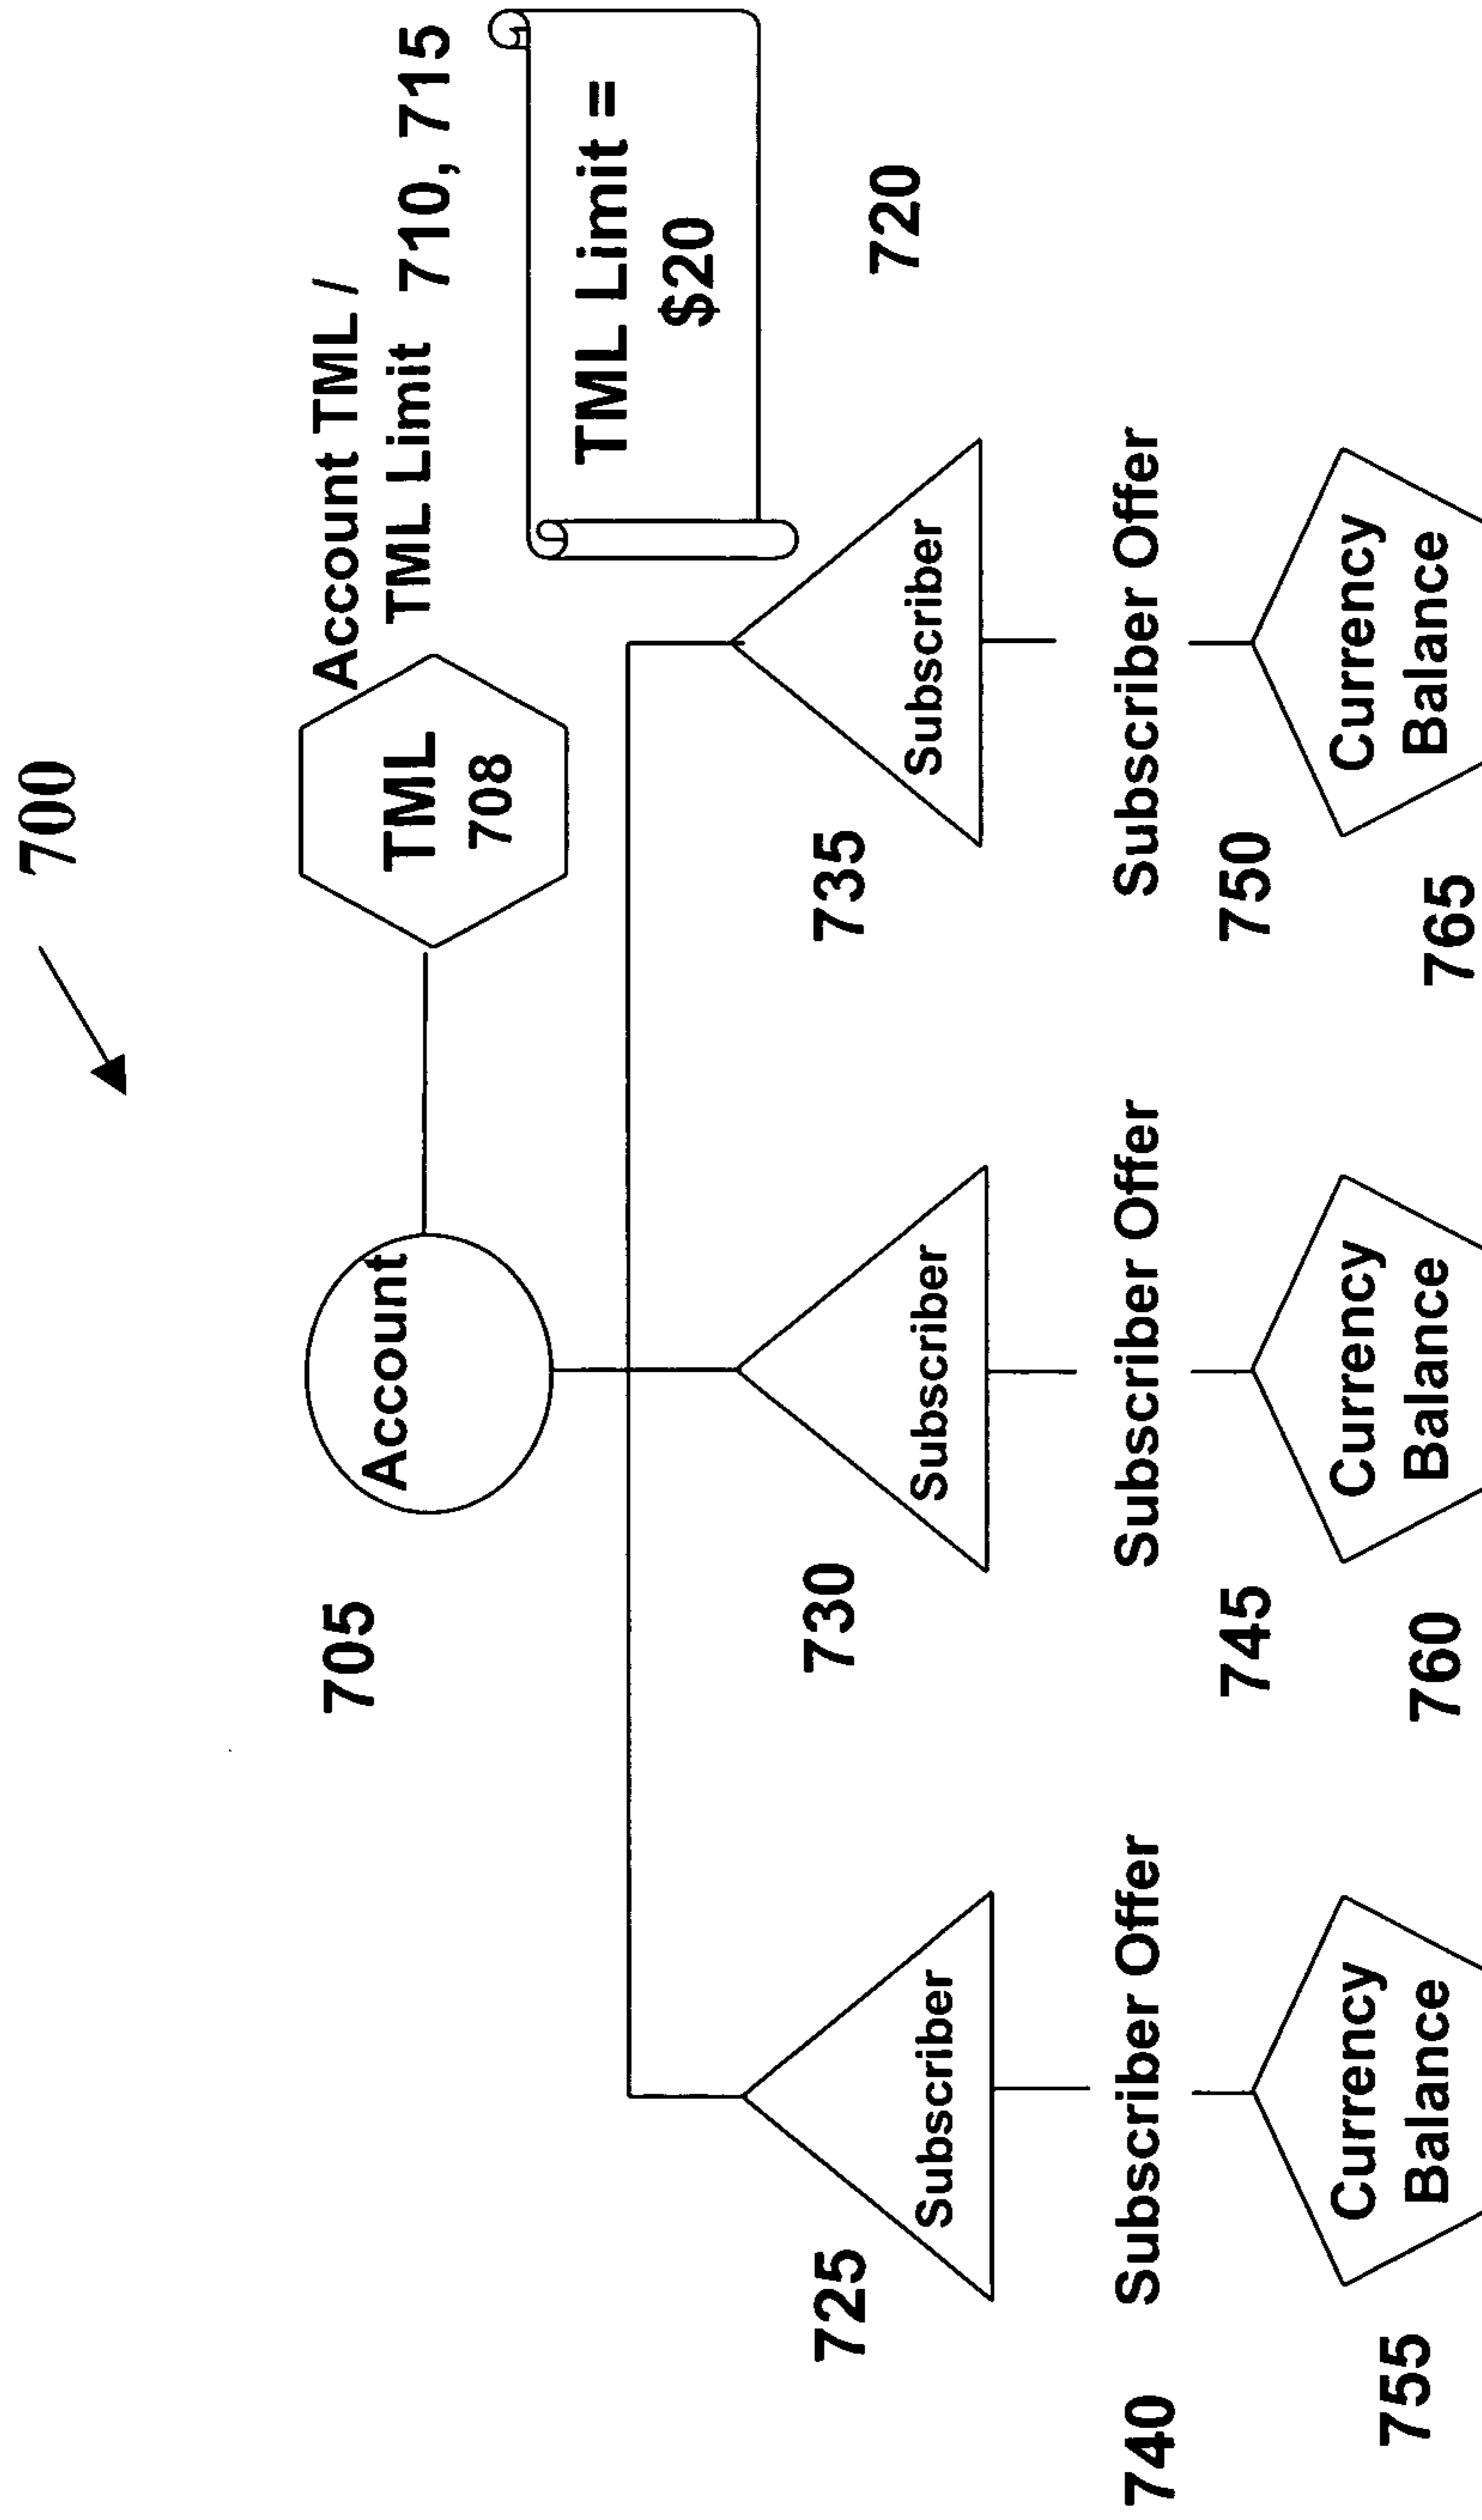 700
Account TML /
TML Limit 710, 715
705
Account
TML
708
TML Limit =
$20
720
725
Subscriber
730
Subscriber
735
Subscriber
740
Subscriber Offer
745
Subscriber Offer
750
Subscriber Offer
755
Currency
Balance
760
Currency
Balance
765
Currency
Balance